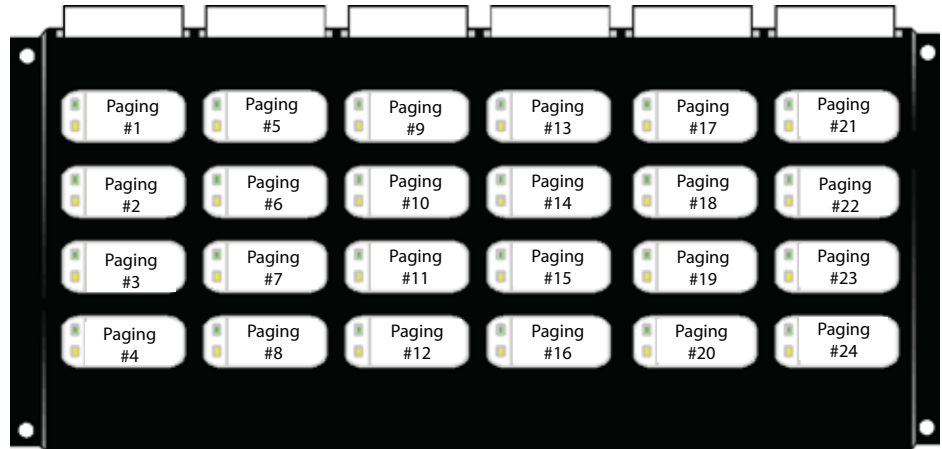 Paging
#1
Paging
#5
Paging
#9
Paging
#13
Paging
#17
Paging
#21
Paging
#2
Paging
#6
Paging
#10
Paging
#14
Paging
#18
Paging
#22
Paging
#3
Paging
#7
Paging
#11
Paging
#15
Paging
#19
Paging
#23
Paging
#4
Paging
#8
Paging
#12
Paging
#16
Paging
#20
Paging
#24